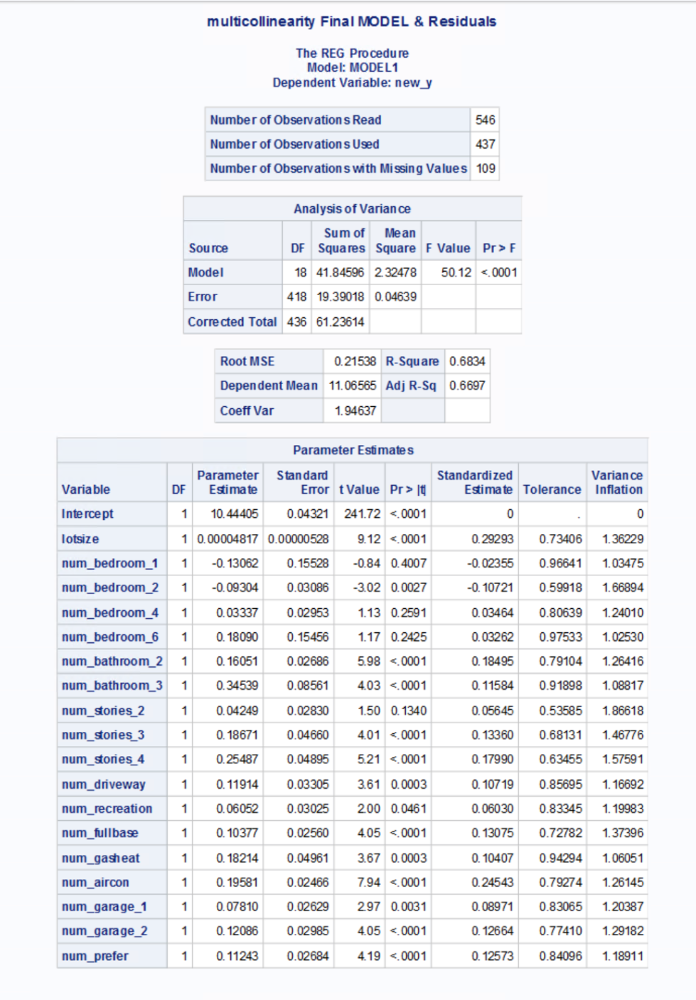 multicollinearity Final MODEL & Residuals
The REG Procedure
Model: MODEL1
Dependent Variable: new_y
Number of Observations Read 546
Number of Observations Used 437
Number of Observations with Missing Values 109
Analysis of Variance
Source DF Sum of Squares Mean Square F Value Pr > F
Model 18 41.84596 2.32478 50.12 <.0001
Error 418 19.39018 0.04639
Corrected Total 436 61.23614
Root MSE 0.21538 R-Square 0.6834
Dependent Mean 11.06565 Adj R-Sq 0.6697
Coeff Var 1.94637
Parameter Estimates
Variable DF Parameter Estimate Standard Error t Value Pr > |t| Standardized Estimate Tolerance Variance Inflation
Intercept 1 10.44405 0.04321 241.72 <.0001 0 . 0
lotsize 1 0.00004817 0.00000528 9.12 <.0001 0.29293 0.73406 1.36229
num_bedroom_1 1 -0.13062 0.15528 -0.84 0.4007 -0.02355 0.96641 1.03475
num_bedroom_2 1 -0.09304 0.03086 -3.02 0.0027 -0.10721 0.59918 1.66894
num_bedroom_4 1 0.03337 0.02953 1.13 0.2591 0.03464 0.80639 1.24010
num_bedroom_6 1 0.18090 0.15456 1.17 0.2425 0.03262 0.97533 1.02530
num_bathroom_2 1 0.16051 0.02686 5.98 <.0001 0.18495 0.79104 1.26416
num_bathroom_3 1 0.34539 0.08561 4.03 <.0001 0.11584 0.91898 1.08817
num_stories_2 1 0.04249 0.02830 1.50 0.1340 0.05645 0.53585 1.86618
num_stories_3 1 0.18671 0.04660 4.01 <.0001 0.13360 0.68131 1.46776
num_stories_4 1 0.25487 0.04895 5.21 <.0001 0.17990 0.63455 1.57591
num_driveway 1 0.11914 0.03305 3.61 0.0003 0.10719 0.85695 1.16692
num_recreation 1 0.06052 0.03025 2.00 0.0461 0.06030 0.83345 1.19983
num_fullbase 1 0.10377 0.02560 4.05 <.0001 0.13075 0.72782 1.37396
num_gasheat 1 0.18214 0.04961 3.67 0.0003 0.10407 0.94294 1.06051
num_aircon 1 0.19581 0.02466 7.94 <.0001 0.24543 0.79274 1.26145
num_garage_1 1 0.07810 0.02629 2.97 0.0031 0.08971 0.83065 1.20387
num_garage_2 1 0.12086 0.02985 4.05 <.0001 0.12664 0.77410 1.29182
num_prefer 1 0.11243 0.02684 4.19 <.0001 0.12573 0.84096 1.18911